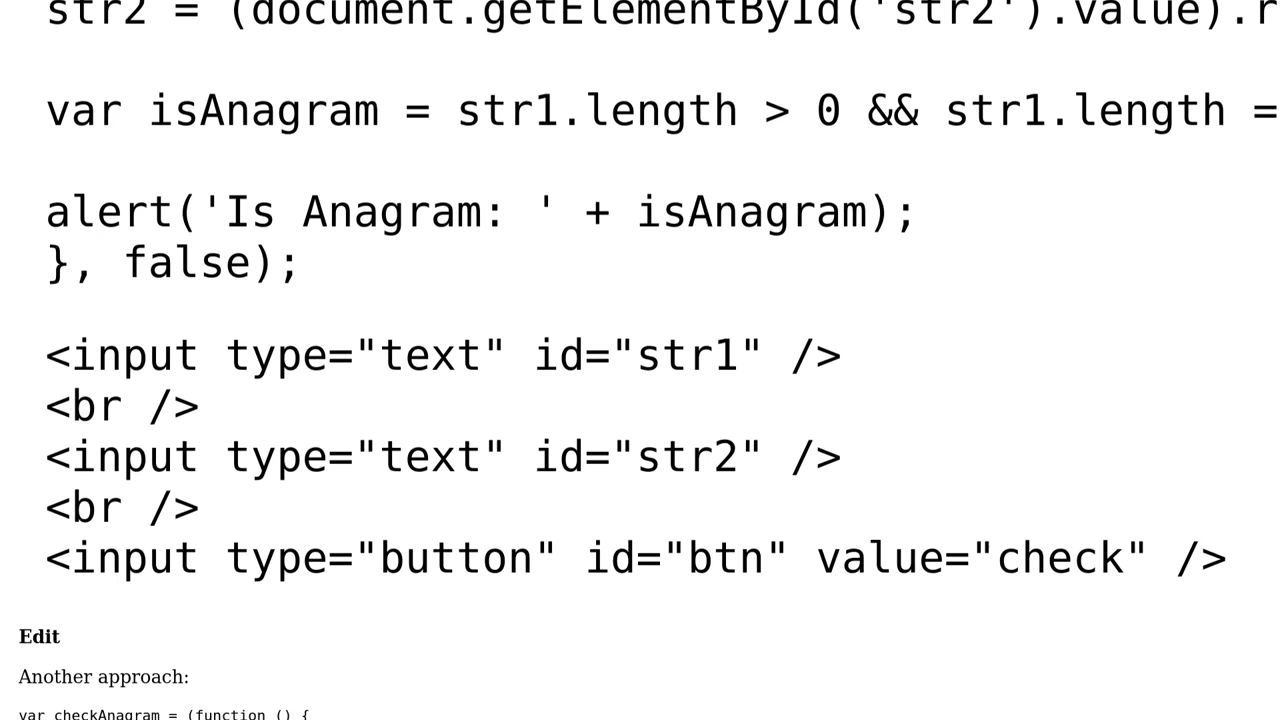 str2 = (document.getElementById('str2').value).r
var isAnagram = str1.length > 0 && str1.length =
alert('Is Anagram: ' + isAnagram);
}, false);
<input type="text" id="str1" />
<br />
<input type="text" id="str2" />
<br />
<input type="button" id="btn" value="check" />
Edit
Another approach:
var checkAnagram = (function () {